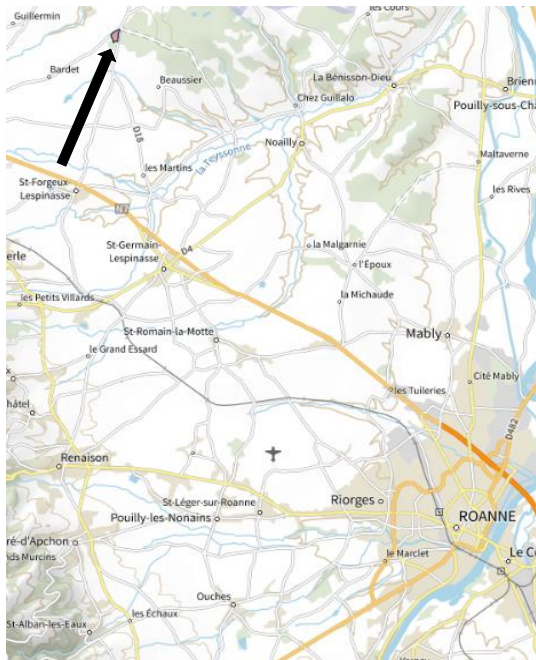 Guillermin
les Cours
Bardet
Beaussier
La Bénisson-Dieu
Brien
Chez Guillalo
Pouilly-sous-Cha
D18
la Teyssonne
Noailly
les Martins
Maltaverne
St-Forgeux-
Lespinasse
les Rives
N7
St-Germain-
Lespinasse
D4
la Malgarnie
erle
l'Époux
les Petits Villards
la Michaude
St-Romain-la-Motte
Mably
le Grand Essard
x
Cité Mably
hâtel
les Tuileries
D482
Renaison
Riorges
St-Léger-sur-Roanne
Pouilly-les-Nonains
ROANNE
ré-d'Apchon
nds Murcins
le Marclet
Le Co
Ouches
les Échaux
St-Alban-les-Eaux